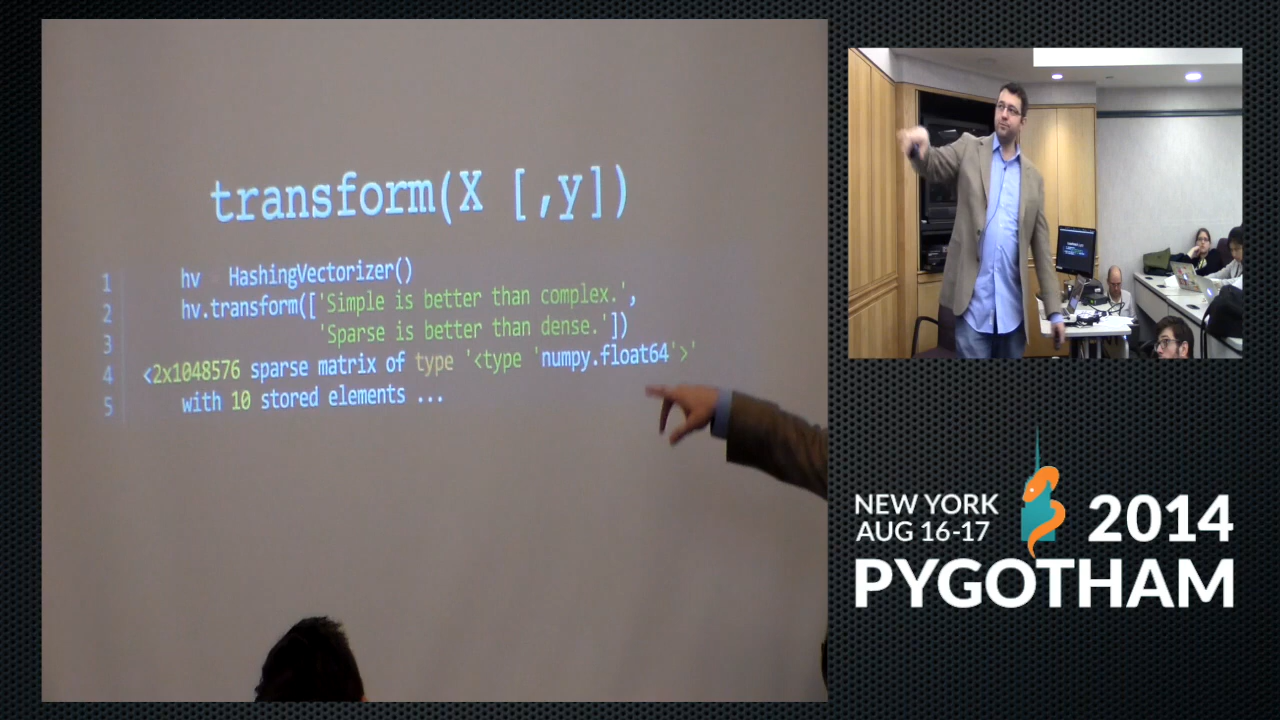 transform(X [,y])
1 hv HashingVectorizer()
2 hv.transform(['Simple is better than complex.',
3 'Sparse is better than dense.'])
4 <2x1048576 sparse matrix of type '<type 'numpy.float64'>'
5 with 10 stored elements ...
NEW YORK
AUG 16-17
2014
PYGOTHAM